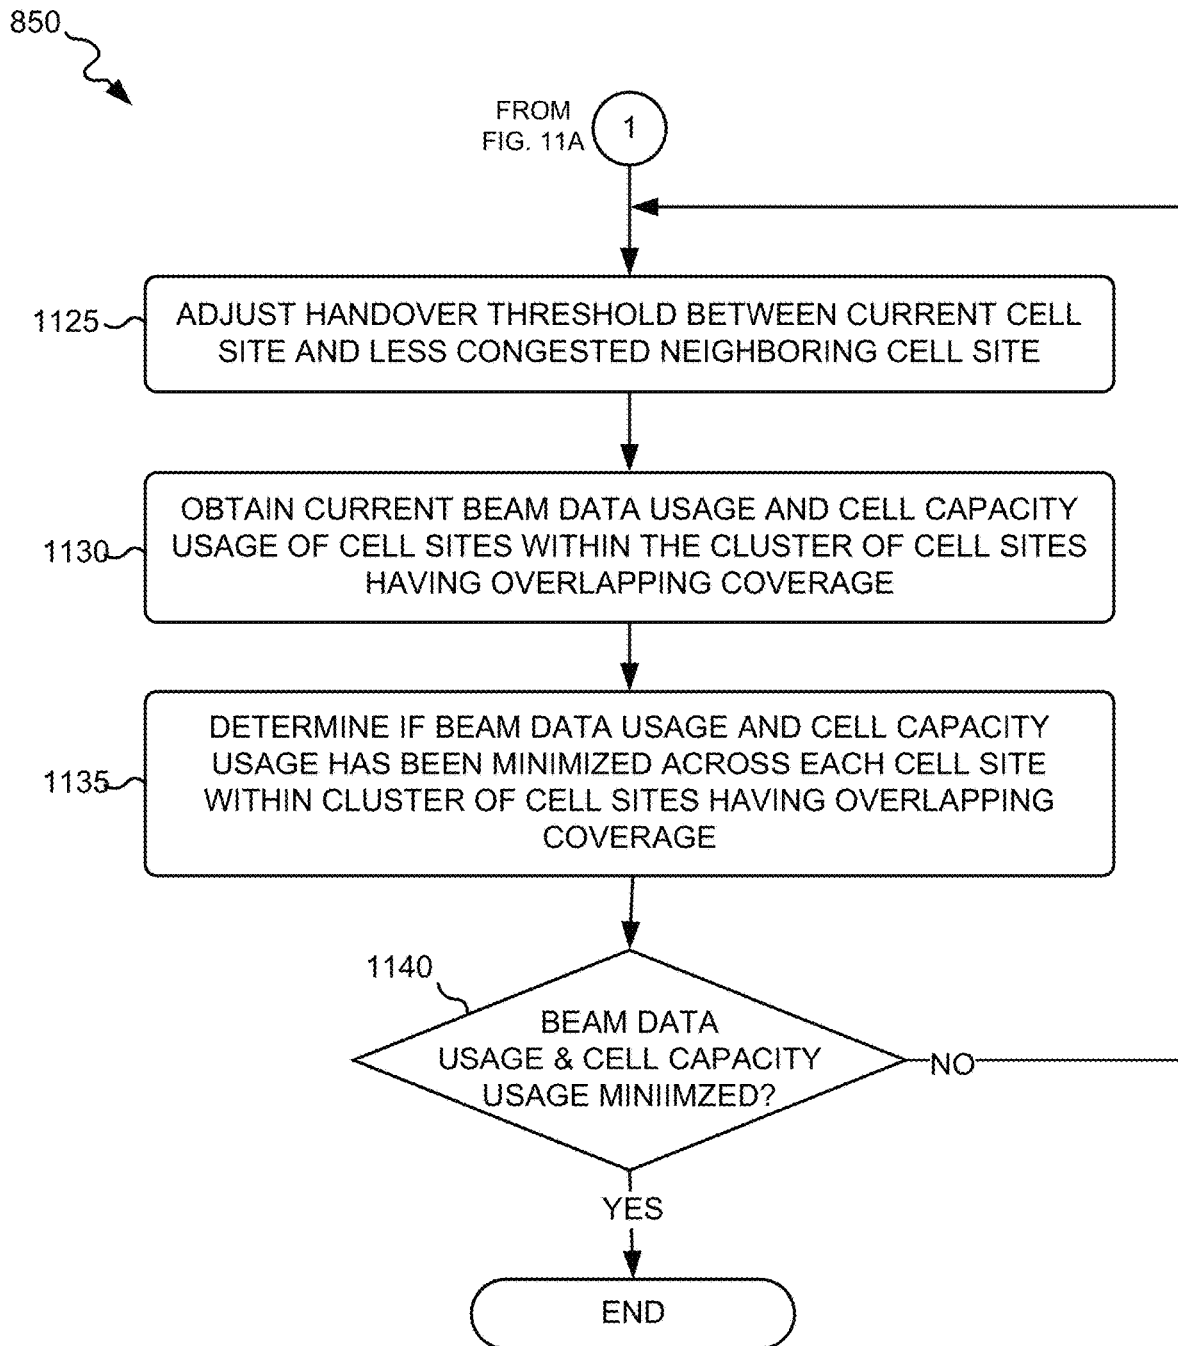 850
FROM
FIG. 11A
1
1125
ADJUST HANDOVER THRESHOLD BETWEEN CURRENT CELL
SITE AND LESS CONGESTED NEIGHBORING CELL SITE
1130
OBTAIN CURRENT BEAM DATA USAGE AND CELL CAPACITY
USAGE OF CELL SITES WITHIN THE CLUSTER OF CELL SITES
HAVING OVERLAPPING COVERAGE
1135
DETERMINE IF BEAM DATA USAGE AND CELL CAPACITY
USAGE HAS BEEN MINIMIZED ACROSS EACH CELL SITE
WITHIN CLUSTER OF CELL SITES HAVING OVERLAPPING
COVERAGE
1140
BEAM DATA
USAGE & CELL CAPACITY
USAGE MINIIMZED?
NO
YES
END